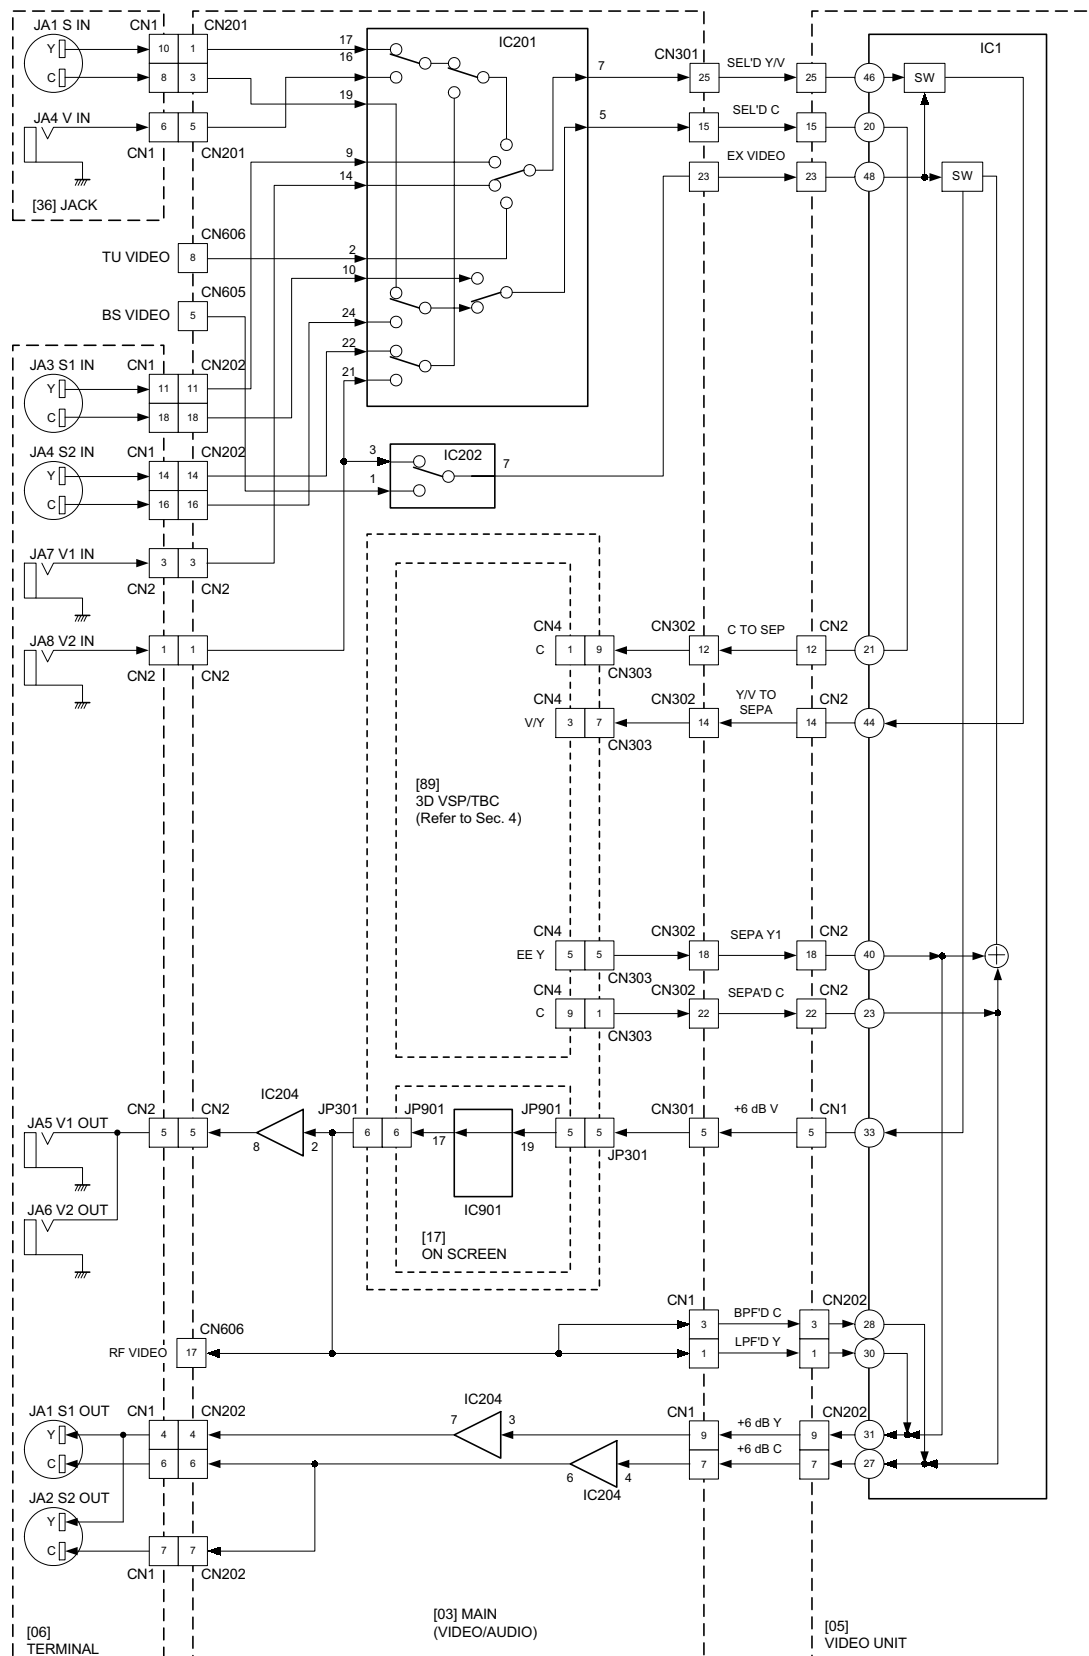 JA1 S IN CN1 CN201
Y 10 1 17 IC201
16 CN301 SEL'D Y/V IC1
C 8 3 7 25 25 46 SW
19
JA4 V IN 6 5 5 15 SEL'D C 15 20
CN1 CN201
9 EX VIDEO
14 23 23 48 SW
[36] JACK
CN606
TU VIDEO 8 2
10
CN605
BS VIDEO 5 24
22
JA3 S1 IN CN1 CN202
21
Y 11 11
C 18 18
JA4 S2 IN CN1 CN202 3 IC202
Y 14 14 7
1
C 16 16
JA7 V1 IN 3 3
CN2 CN2
JA8 V2 IN 1 1
CN2 CN2
CN4 CN302 C TO SEP CN2
C 1 9 12 12 21
CN303
CN4 CN302 Y/V TO CN2
SEPA
V/Y 3 7 14 14 44
CN303
[89]
3D VSP/TBC
(Refer to Sec. 4)
CN4 CN302 SEPA Y1 CN2
EE Y 5 5 18 18 40
CN303
CN4 CN302 SEPA'D C CN2
C 9 1 22 22 23
CN303
IC204
JA5 V1 OUT CN2 CN2 JP301 JP901 JP901 CN301 +6 dB V CN1
5 5 8 2 6 6 17 19 5 5 5 5 33
JP301
JA6 V2 OUT IC901
[17]
ON SCREEN
CN1 BPF'D C CN202
3 3 28
CN606
RF VIDEO 17 1 LPF'D Y 1 30
JA1 S1 OUT CN1 CN202 IC204 CN1 CN202
Y 4 4 7 3 9 +6 dB Y 9 31
C 6 6 6 4 7 +6 dB C 7 27
IC204
JA2 S2 OUT
Y
C 7 7
CN1 CN202
[06]
TERMINAL
[03] MAIN
(VIDEO/AUDIO)
[05]
VIDEO UNIT